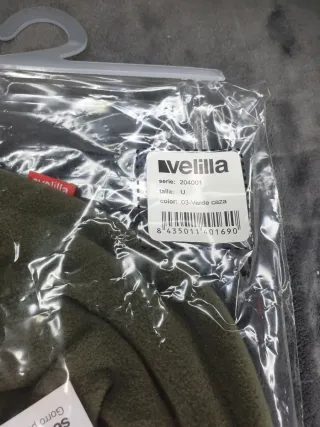 velilla
serie: 204001
talla: U
color: 03-Verde caza
8 435011 401690
velilla
Gorro